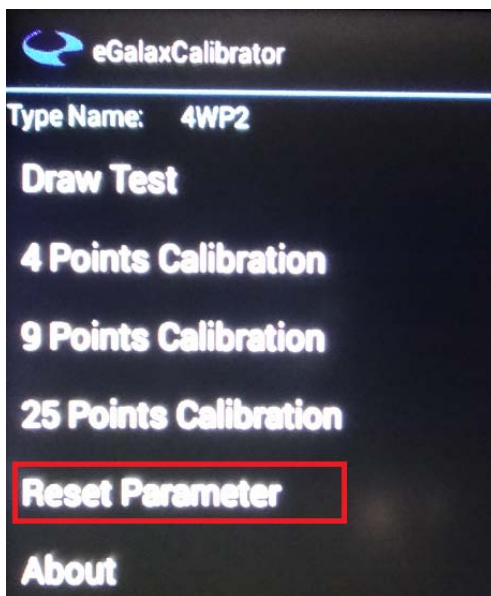 eGalaxCalibrator
Type Name: 4WP2
Draw Test
4 Points Calibration
9 Points Calibration
25 Points Calibration
Reset Parameter
About